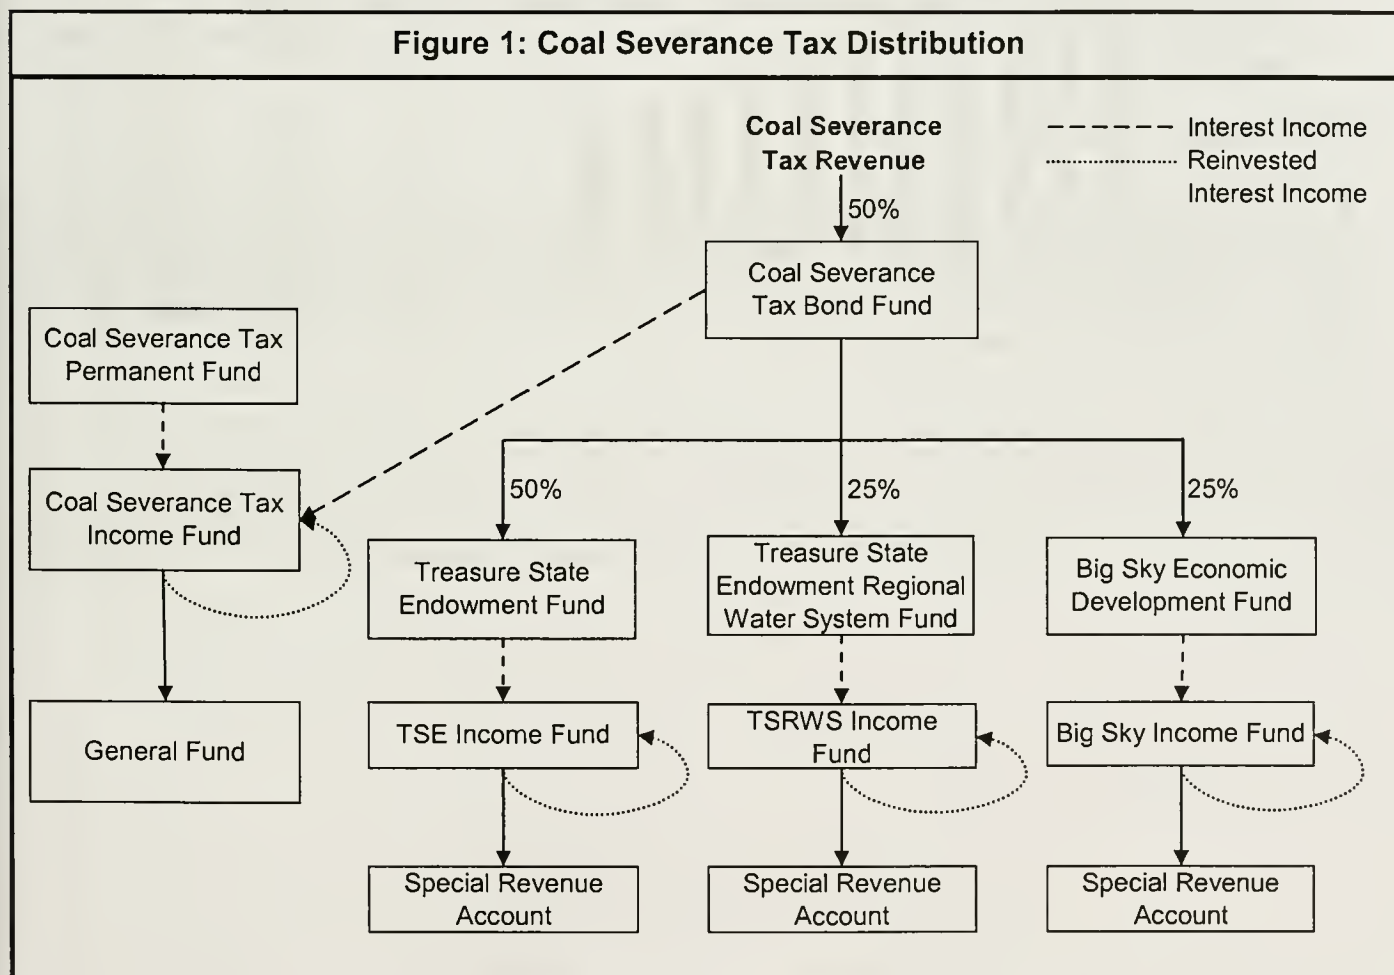 Figure 1: Coal Severance Tax Distribution
Coal Severance
Tax Revenue
Interest Income
Reinvested
Interest Income
50%
Coal Severance
Tax Bond Fund
Coal Severance Tax
Permanent Fund
Coal Severance Tax
Income Fund
50%
25%
25%
Treasure State
Endowment Fund
Treasure State
Endowment Regional
Water System Fund
Big Sky Economic
Development Fund
General Fund
TSE Income Fund
TSRWS Income
Fund
Big Sky Income Fund
Special Revenue
Account
Special Revenue
Account
Special Revenue
Account